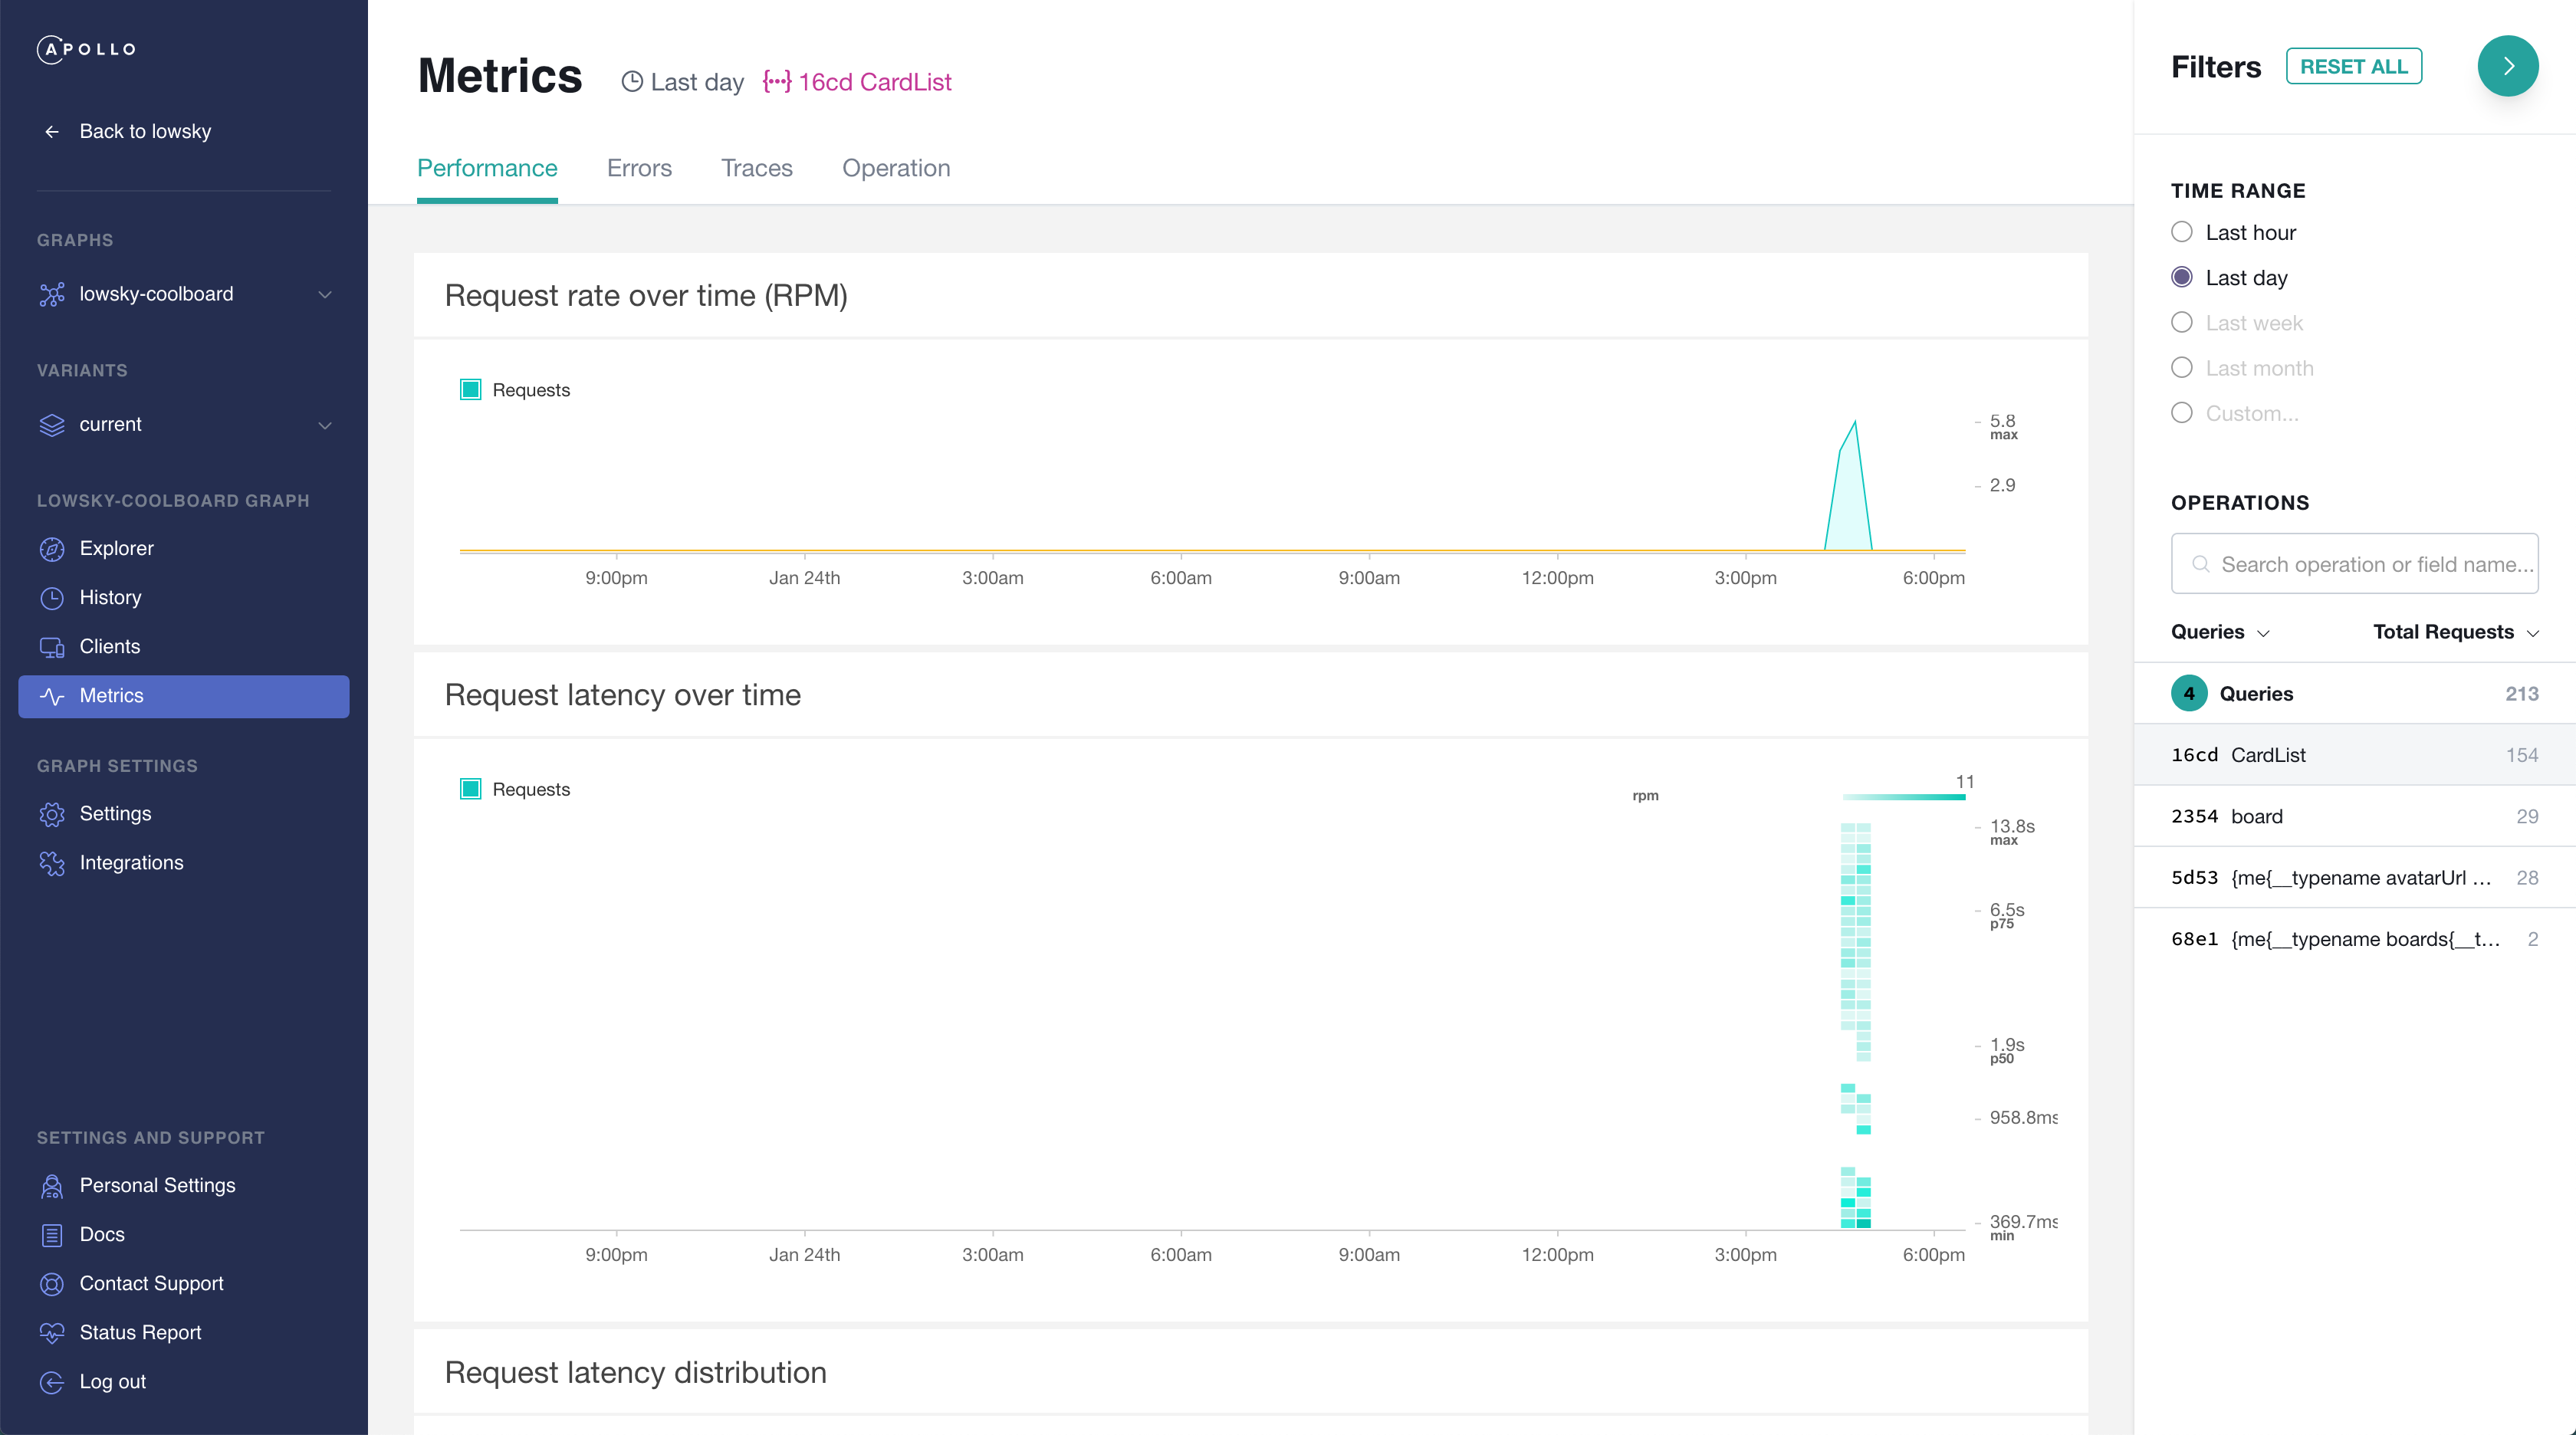 APOLLO
Back to lowsky
GRAPHS
lowsky-coolboard
VARIANTS
current
LOWSKY-COOLBOARD GRAPH
Explorer
History
Clients
Metrics
GRAPH SETTINGS
Settings
Integrations
SETTINGS AND SUPPORT
Personal Settings
Docs
Contact Support
Status Report
Log out
Metrics Last day {···} 16cd CardList
Performance Errors Traces Operation
Request rate over time (RPM)
Requests
5.8
max
2.9
9:00pm Jan 24th 3:00am 6:00am 9:00am 12:00pm 3:00pm 6:00pm
Request latency over time
Requests
rpm 11
13.8s
max
6.5s
p75
1.9s
p50
958.8ms
369.7ms
min
9:00pm Jan 24th 3:00am 6:00am 9:00am 12:00pm 3:00pm 6:00pm
Request latency distribution
Filters RESET ALL
TIME RANGE
Last hour
Last day
Last week
Last month
Custom...
OPERATIONS
Search operation or field name...
Queries Total Requests
4 Queries 213
16cd CardList 154
2354 board 29
5d53 {me{__typename avatarUrl ... 28
68e1 {me{__typename boards{__t... 2